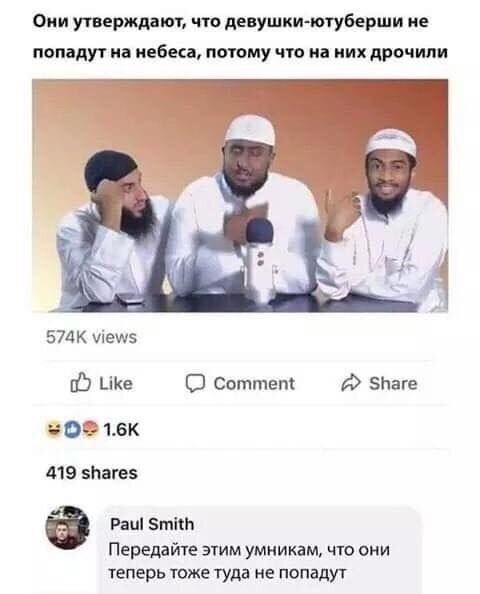 Они утверждают, что девушки-ютуберши не
попадут на небеса, потому что на них дрочили
574K views
Like Comment Share
1.6K
419 shares
Paul Smith
Передайте этим умникам, что они
теперь тоже туда не попадут